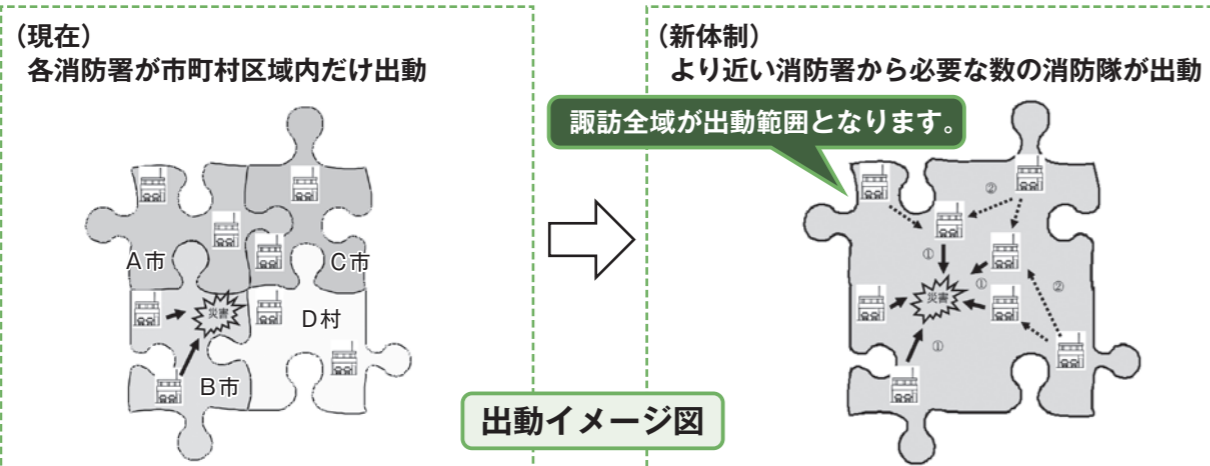 （現在）
各消防署が市町村区域内だけ出動
A市
C市
災害
D村
B市
（新体制）
より近い消防署から必要な数の消防隊が出動
諏訪全域が出動範囲となります。
②
①
①
②
災害
①
出動イメージ図